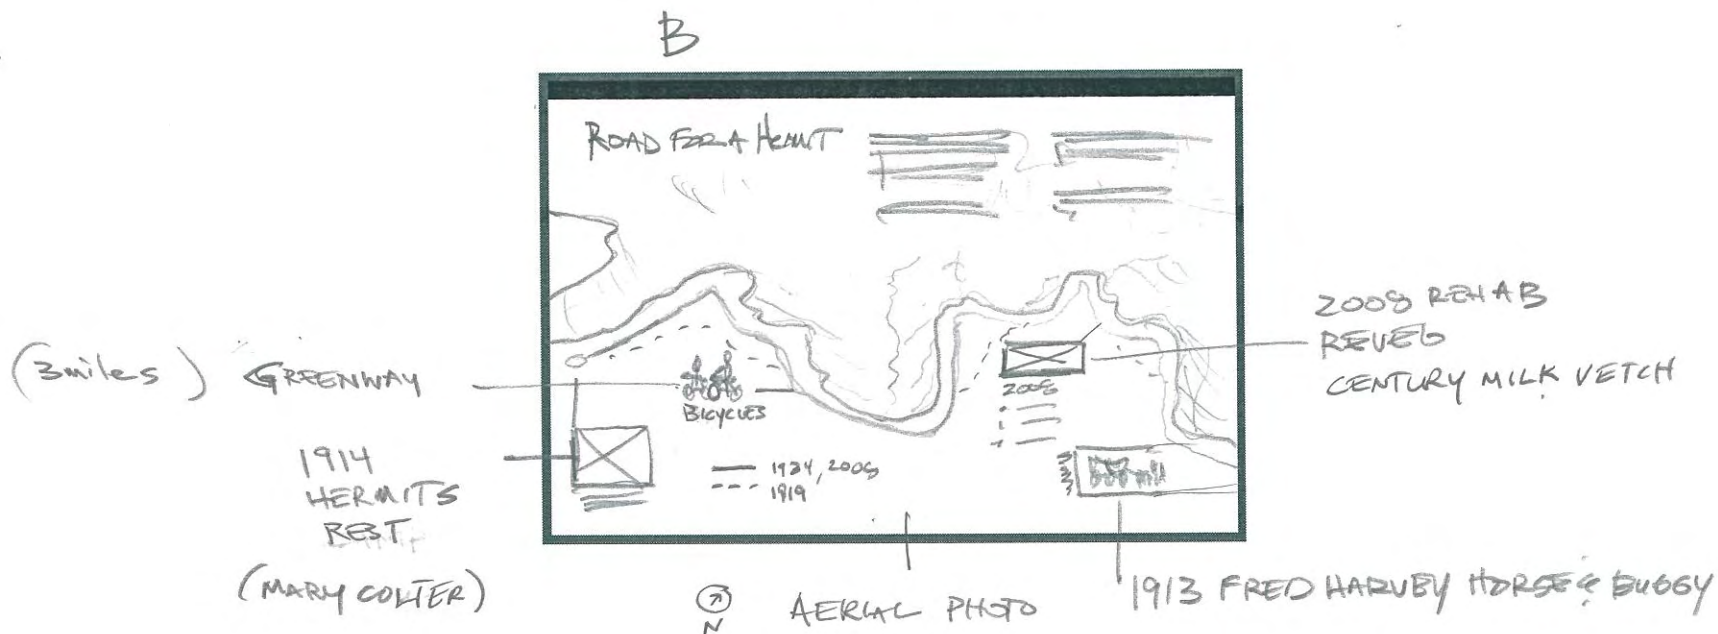 B
ROAD FOR A HERMIT
(3 miles) GREENWAY
BICYCLES
2008 REHAB
REVEG
CENTURY MILK VETCH
2008
1914
HERMITS
REST
(MARY COLTER)
1934, 2008
1919
N
AERIAL PHOTO
1913 FRED HARVEY HORSE & BUGGY